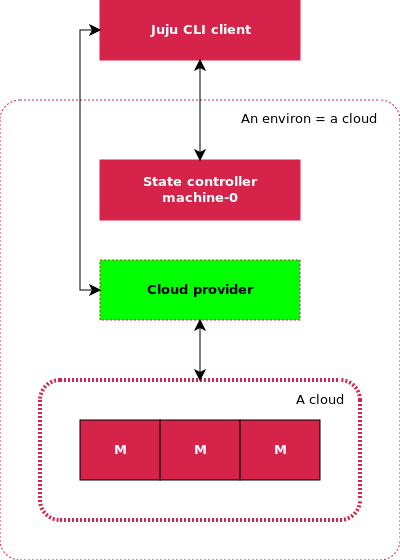 Juju CLI client
An environ = a cloud
State controller
machine-0
Cloud provider
A cloud
M M M